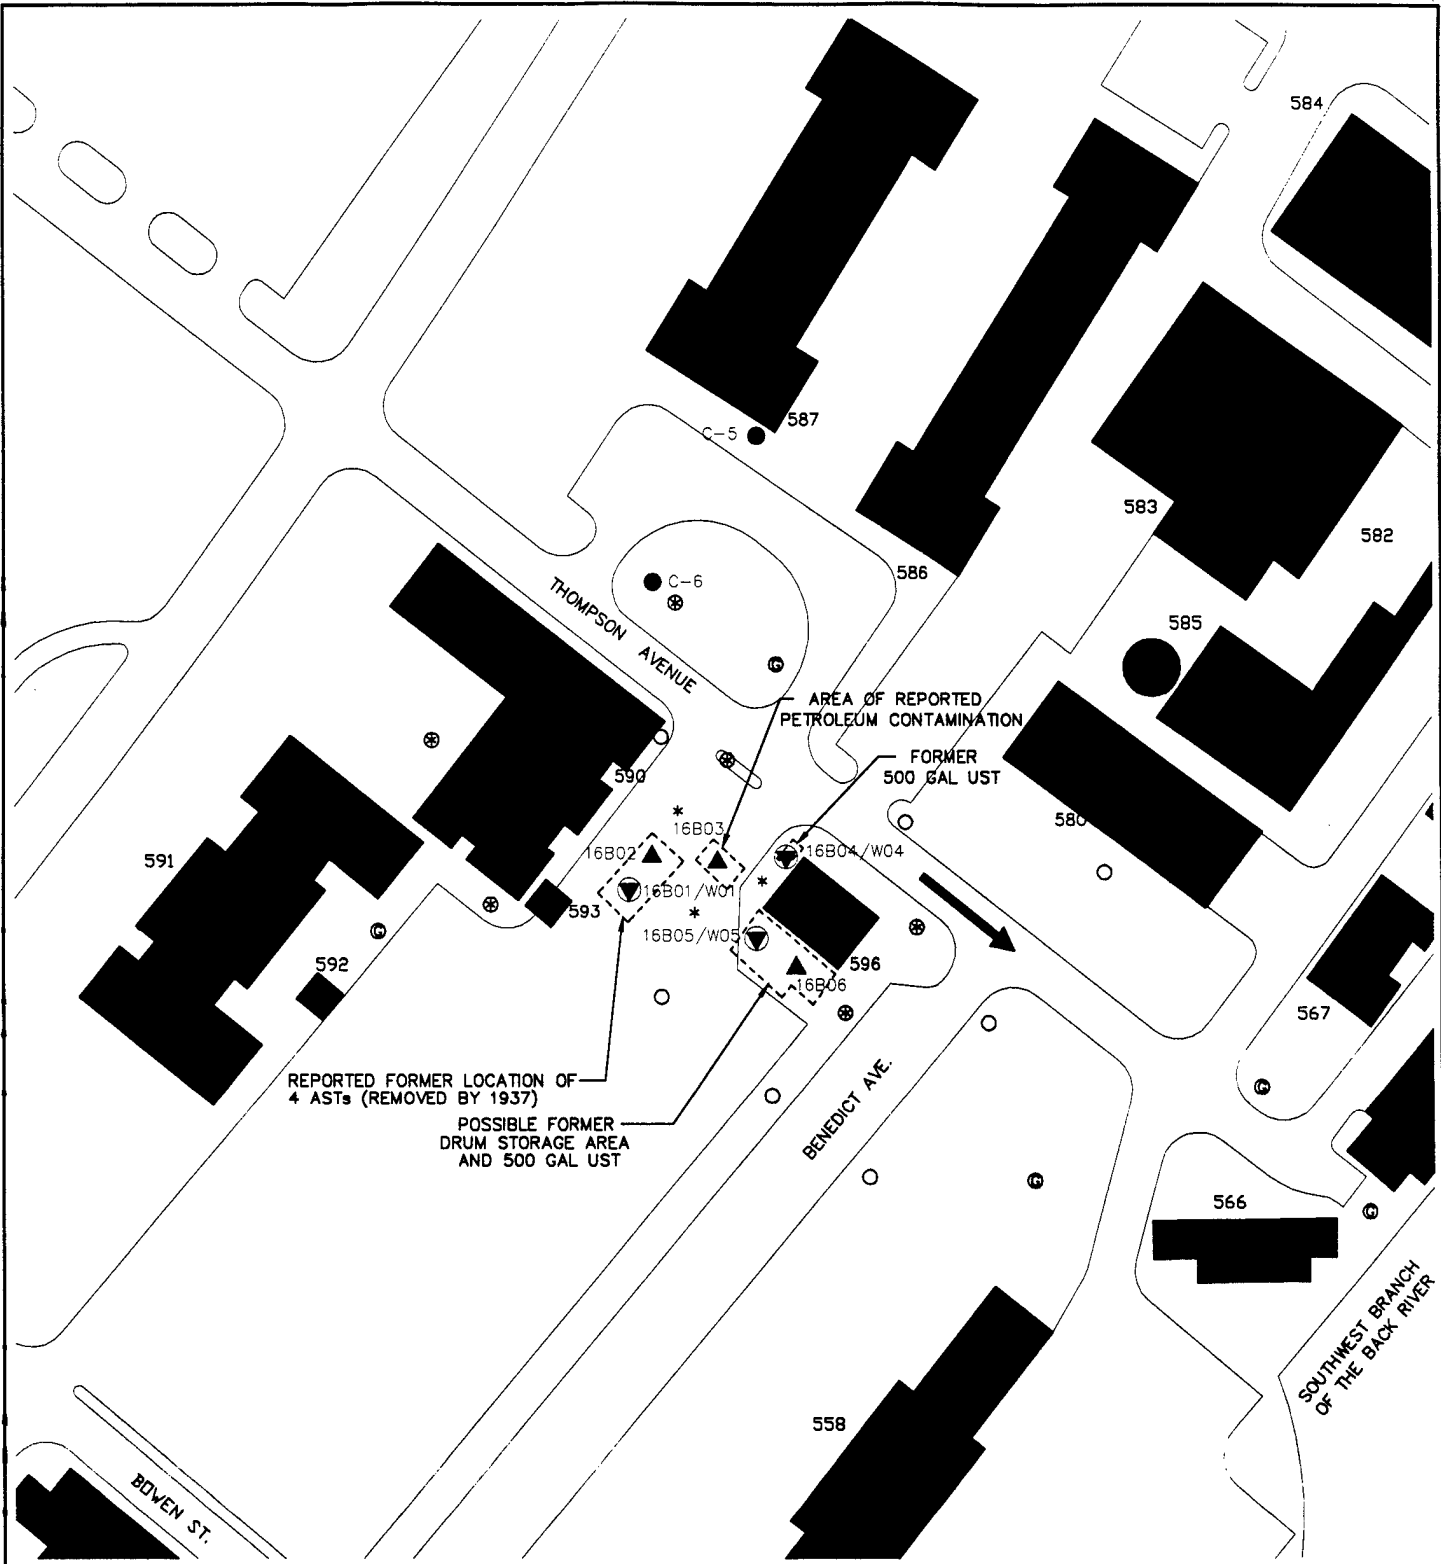 584
587
C-5
583
582
586
C-6
THOMPSON AVENUE
585
AREA OF REPORTED
PETROLEUM CONTAMINATION
FORMER
500 GAL UST
590
580
16B03
16B02
16B04/W04
591
16B01/W01
593
16B05/W05
596
592
16B06
G
G
567
REPORTED FORMER LOCATION OF
4 ASTs (REMOVED BY 1937)
POSSIBLE FORMER
DRUM STORAGE AREA
AND 500 GAL UST
BENEDICT AVE.
G
G
566
G
SOUTHWEST BRANCH
OF THE BACK RIVER
558
BOWEN ST.